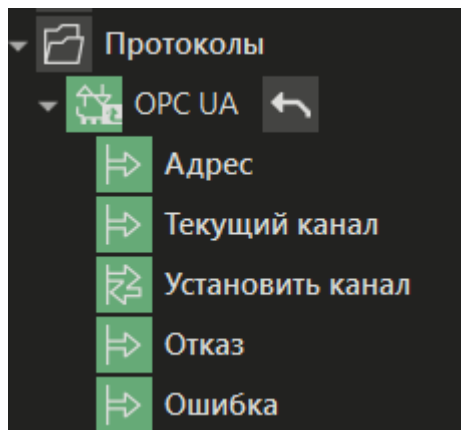 Протоколы
OPC UA
Адрес
Текущий канал
Установить канал
Отказ
Ошибка